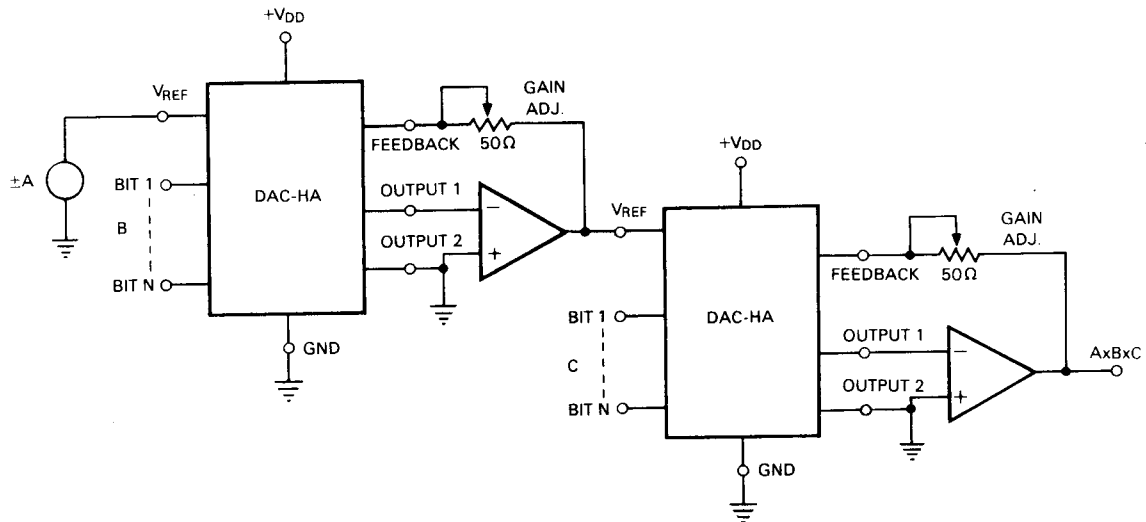 +VDD
VREF
±A
BIT 1
B
BIT N
DAC-HA
GND
FEEDBACK
50Ω
GAIN
ADJ.
OUTPUT 1
OUTPUT 2
−
+
+VDD
VREF
BIT 1
C
BIT N
DAC-HA
GND
FEEDBACK
50Ω
GAIN
ADJ.
OUTPUT 1
OUTPUT 2
−
+
AxBxC